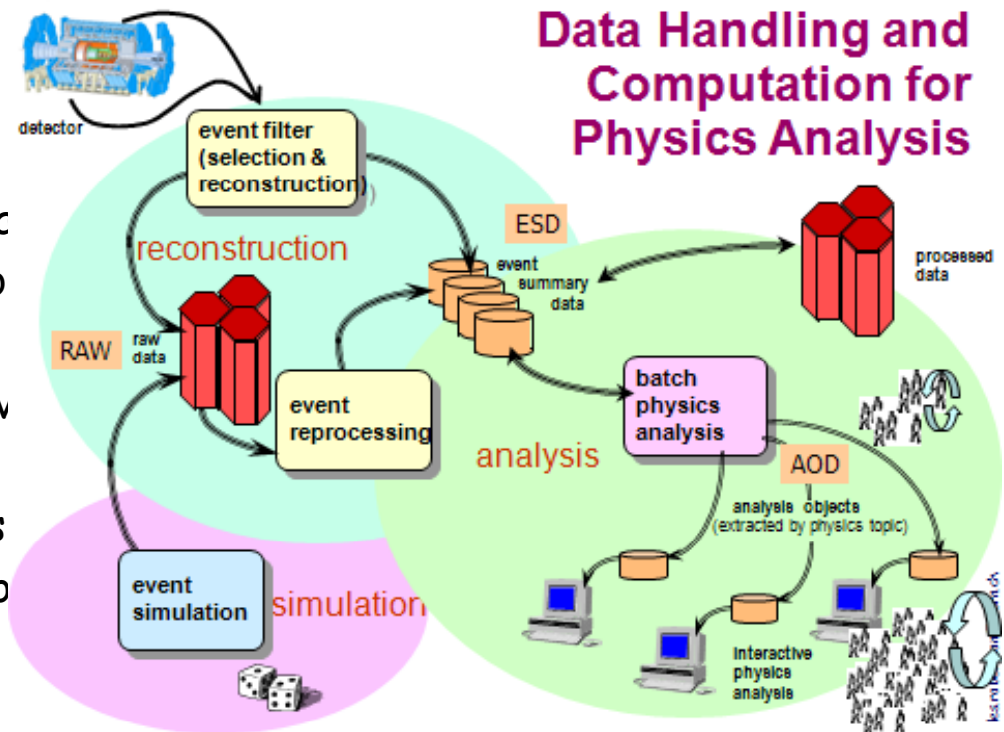 Data Handling and
Computation for
Physics Analysis
detector
event filter
(selection &
reconstruction)
)
reconstruction
ESD
event
summary
data
processed
data
RAW
raw
data
event
reprocessing
batch
physics
analysis
analysis
AOD
analysis objects
(extracted by physics topic)
event
simulation
simulation
interactive
physics
analysis